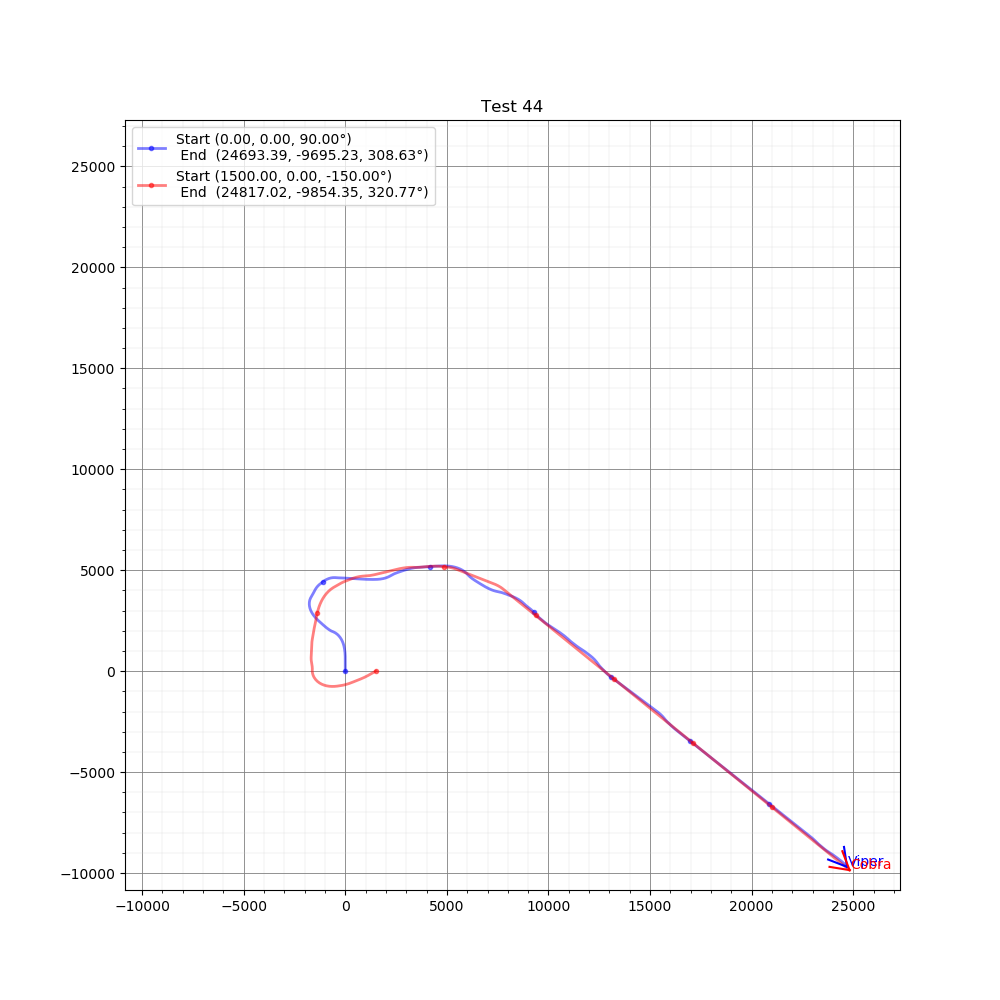 Test 44
Start (0.00, 0.00, 90.00°)
End (24693.39, -9695.23, 308.63°)
Start (1500.00, 0.00, -150.00°)
End (24817.02, -9854.35, 320.77°)
25000
20000
15000
10000
5000
0
−5000
−10000
Viper
Cobra
−10000 −5000 0 5000 10000 15000 20000 25000